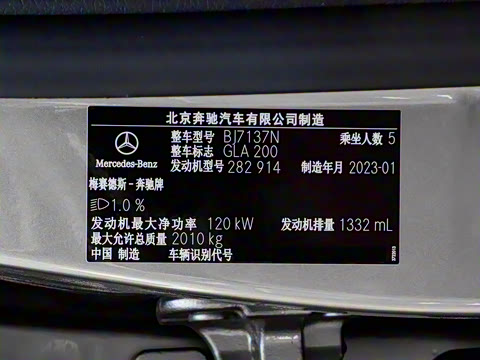 北京奔驰汽车有限公司制造
整车型号 BJ7137N 乘坐人数 5
整车标志 GLA 200
发动机型号 282 914 制造年月 2023-01
Mercedes-Benz
梅赛德斯-奔驰牌
1.0 %
发动机最大净功率 120 kW 发动机排量 1332 mL
最大允许总质量 2010 kg
中国 制造 车辆识别代号